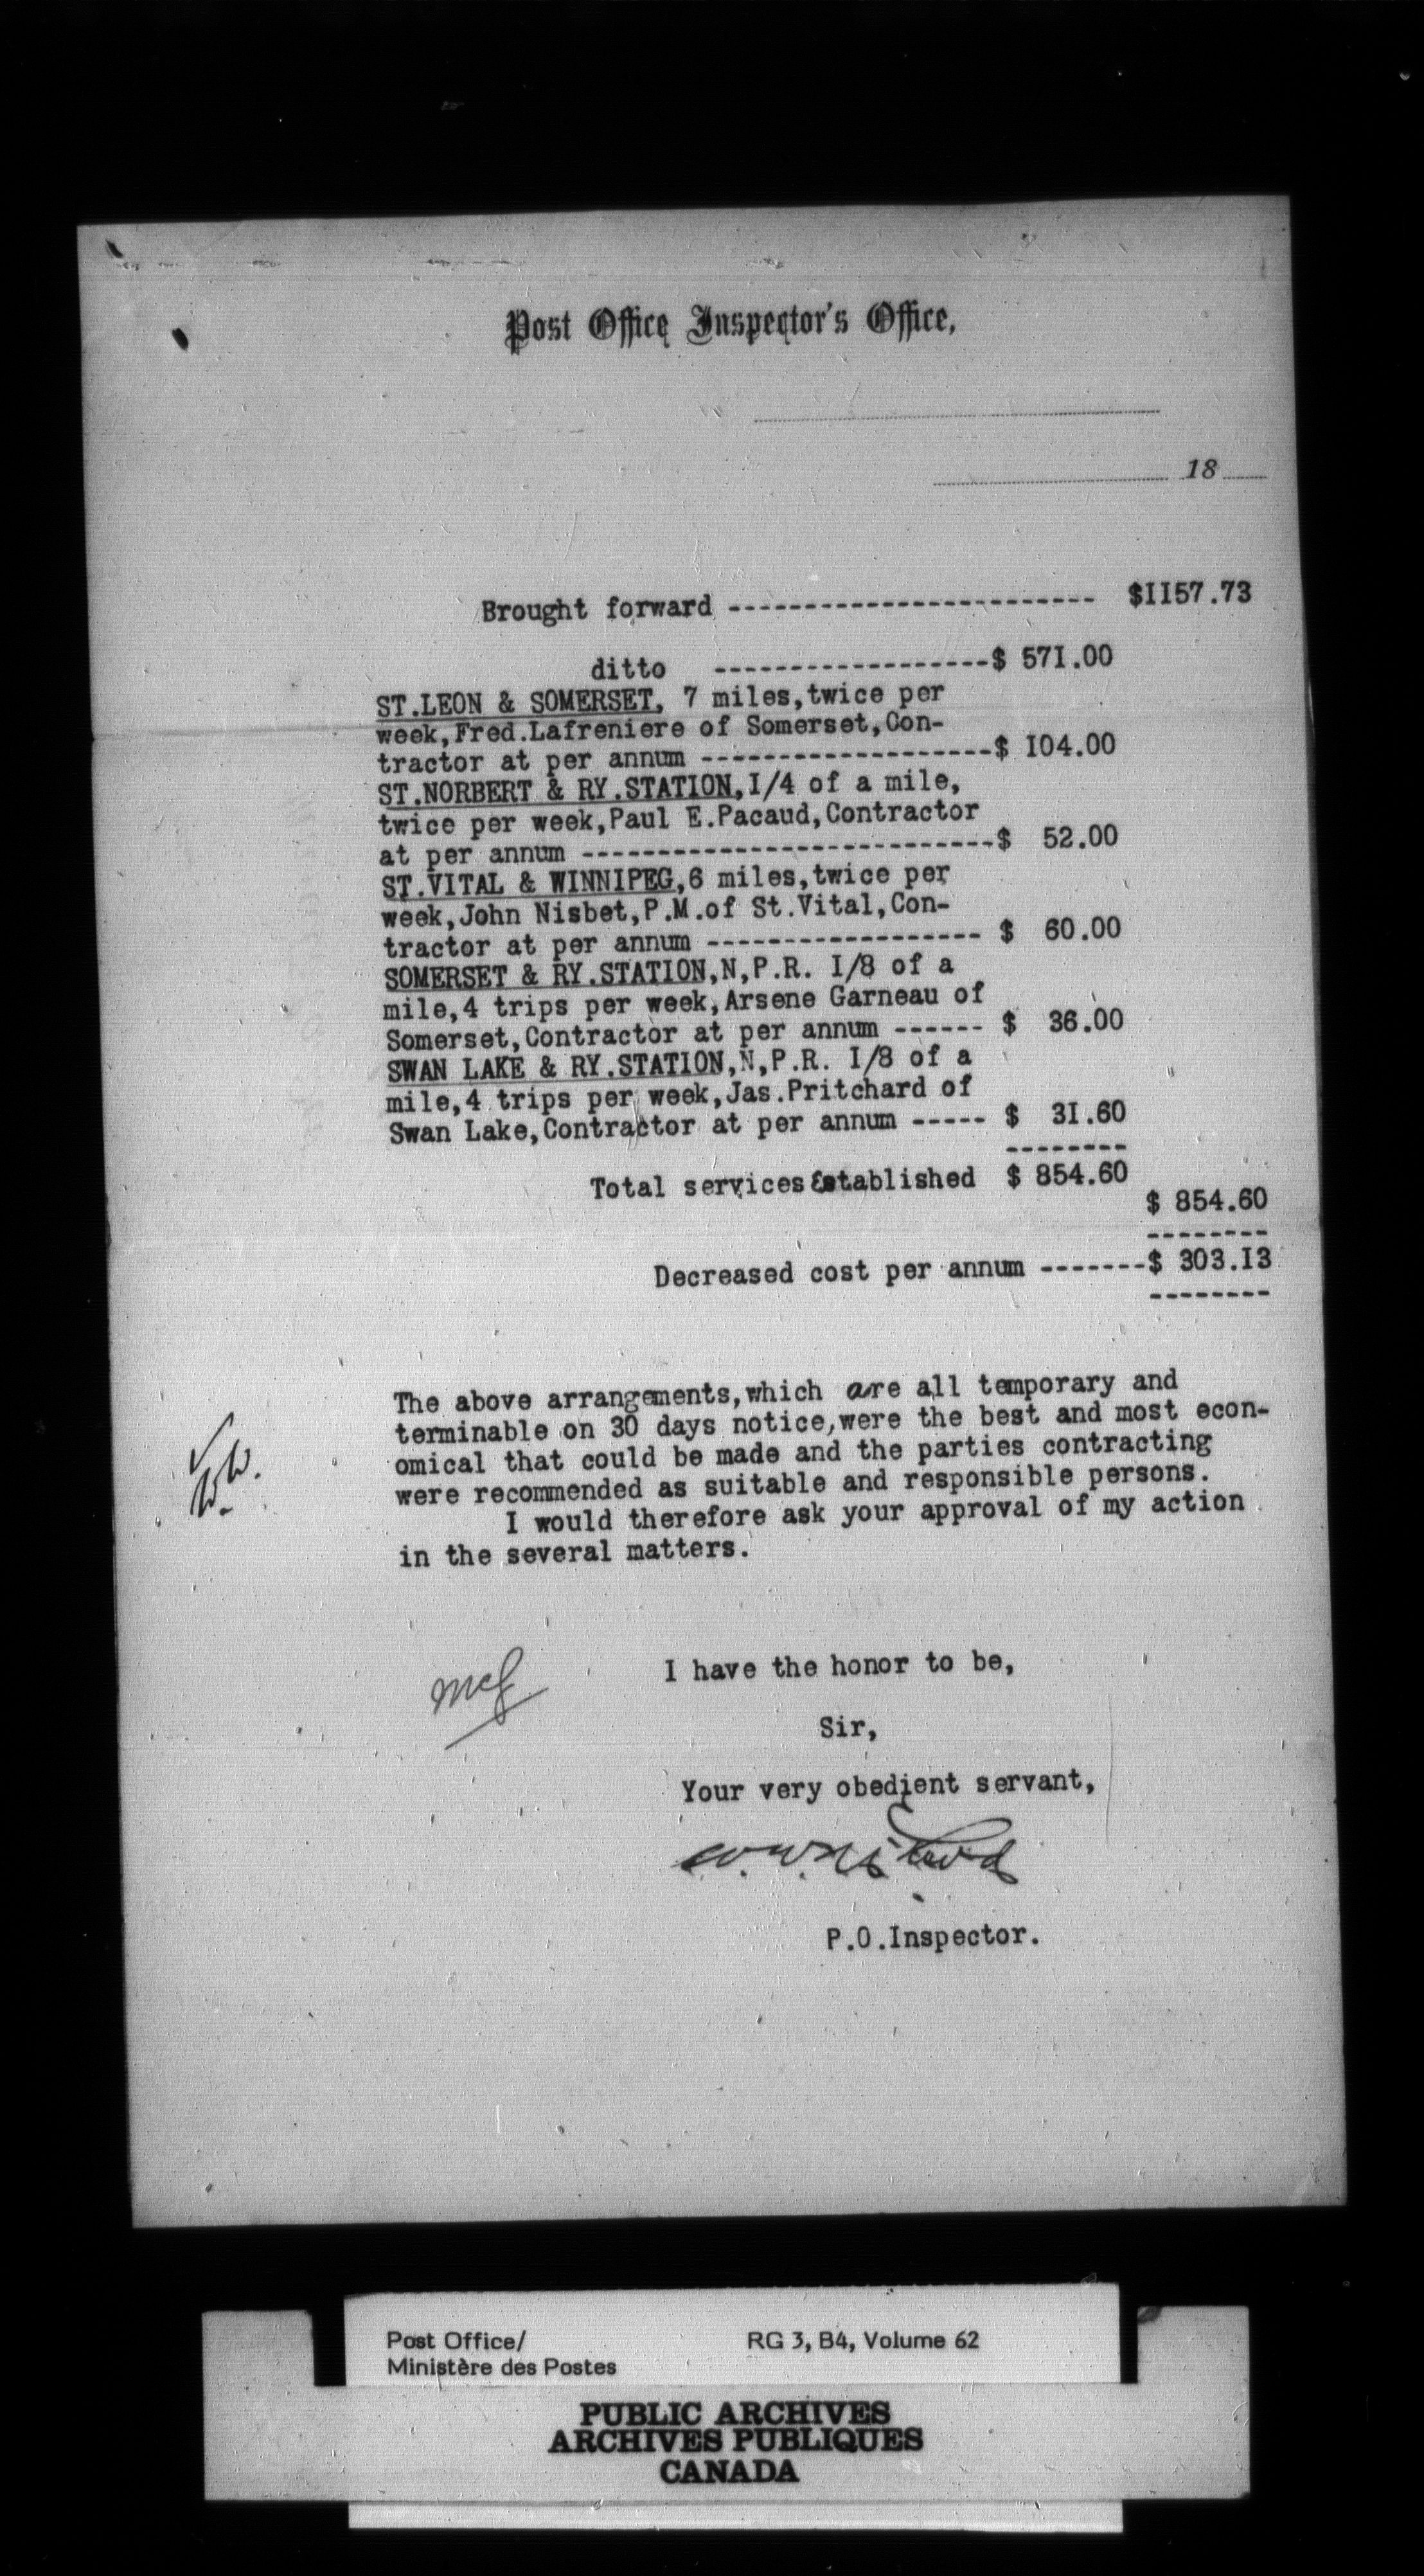 Post Office Inspector's Office,
18
Brought forward ------------------------ $II57.73
ditto ------------------$ 57I.00
ST.LEON & SOMERSET, 7 miles,twice per
week,Fred.Lafreniere of Somerset,Con-
tractor at per annum -------------------$ I04.00
ST.NORBERT & RY.STATION,I/4 of a mile,
twice per week,Paul E.Pacaud,Contractor
at per annum ---------------------------$ 52.00
ST.VITAL & WINNIPEG,6 miles,twice per
week,John Nisbet,P.M.of St.Vital,Con-
tractor at per annum ------------------ $ 60.00
SOMERSET & RY.STATION,N,P.R. I/8 of a
mile,4 trips per week,Arsene Garneau of
Somerset,Contractor at per annum ------ $ 36.00
SWAN LAKE & RY.STATION,N,P.R. I/8 of a
mile,4 trips per week,Jas.Pritchard of
Swan Lake,Contractor at per annum ----- $ 3I.60
--------
Total services Established $ 854.60
$ 854.60
--------
Decreased cost per annum -------$ 303.I3
--------
The above arrangements,which are all temporary and
terminable on 30 days notice,were the best and most econ-
omical that could be made and the parties contracting
were recommended as suitable and responsible persons.
I would therefore ask your approval of my action
in the several matters.
I have the honor to be,
Sir,
Your very obedient servant,
P.O.Inspector.
Post Office/
Ministère des Postes
RG 3, B4, Volume 62
PUBLIC ARCHIVES
ARCHIVES PUBLIQUES
CANADA